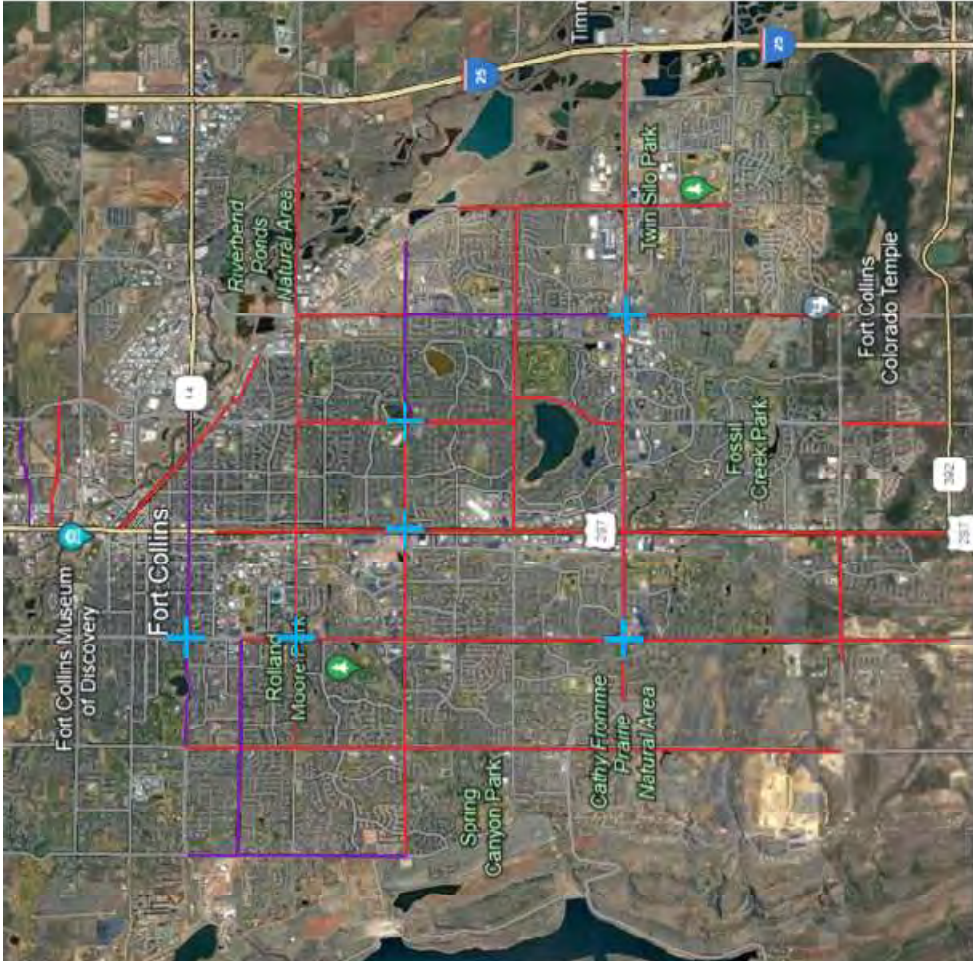 Fort Collins Museum
of Discovery
Fort Collins
14
Riverbend
Ponds
Natural Area
Rolland
Moore Park
Spring
Canyon Park
25
Timn
287
Cathy Fromme
Prairie
Natural Area
Twin Silo Park
Fossil
Creek Park
25
Fort Collins
Colorado Temple
392
287